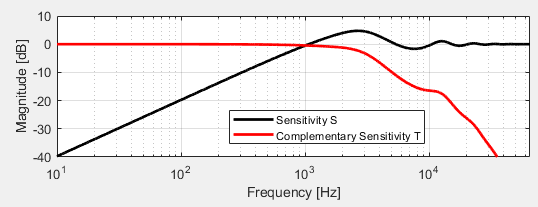 10
0
-10
-20
-30
-40
Magnitude [dB]
Sensitivity S
Complementary Sensitivity T
10^1
10^2
10^3
10^4
Frequency [Hz]